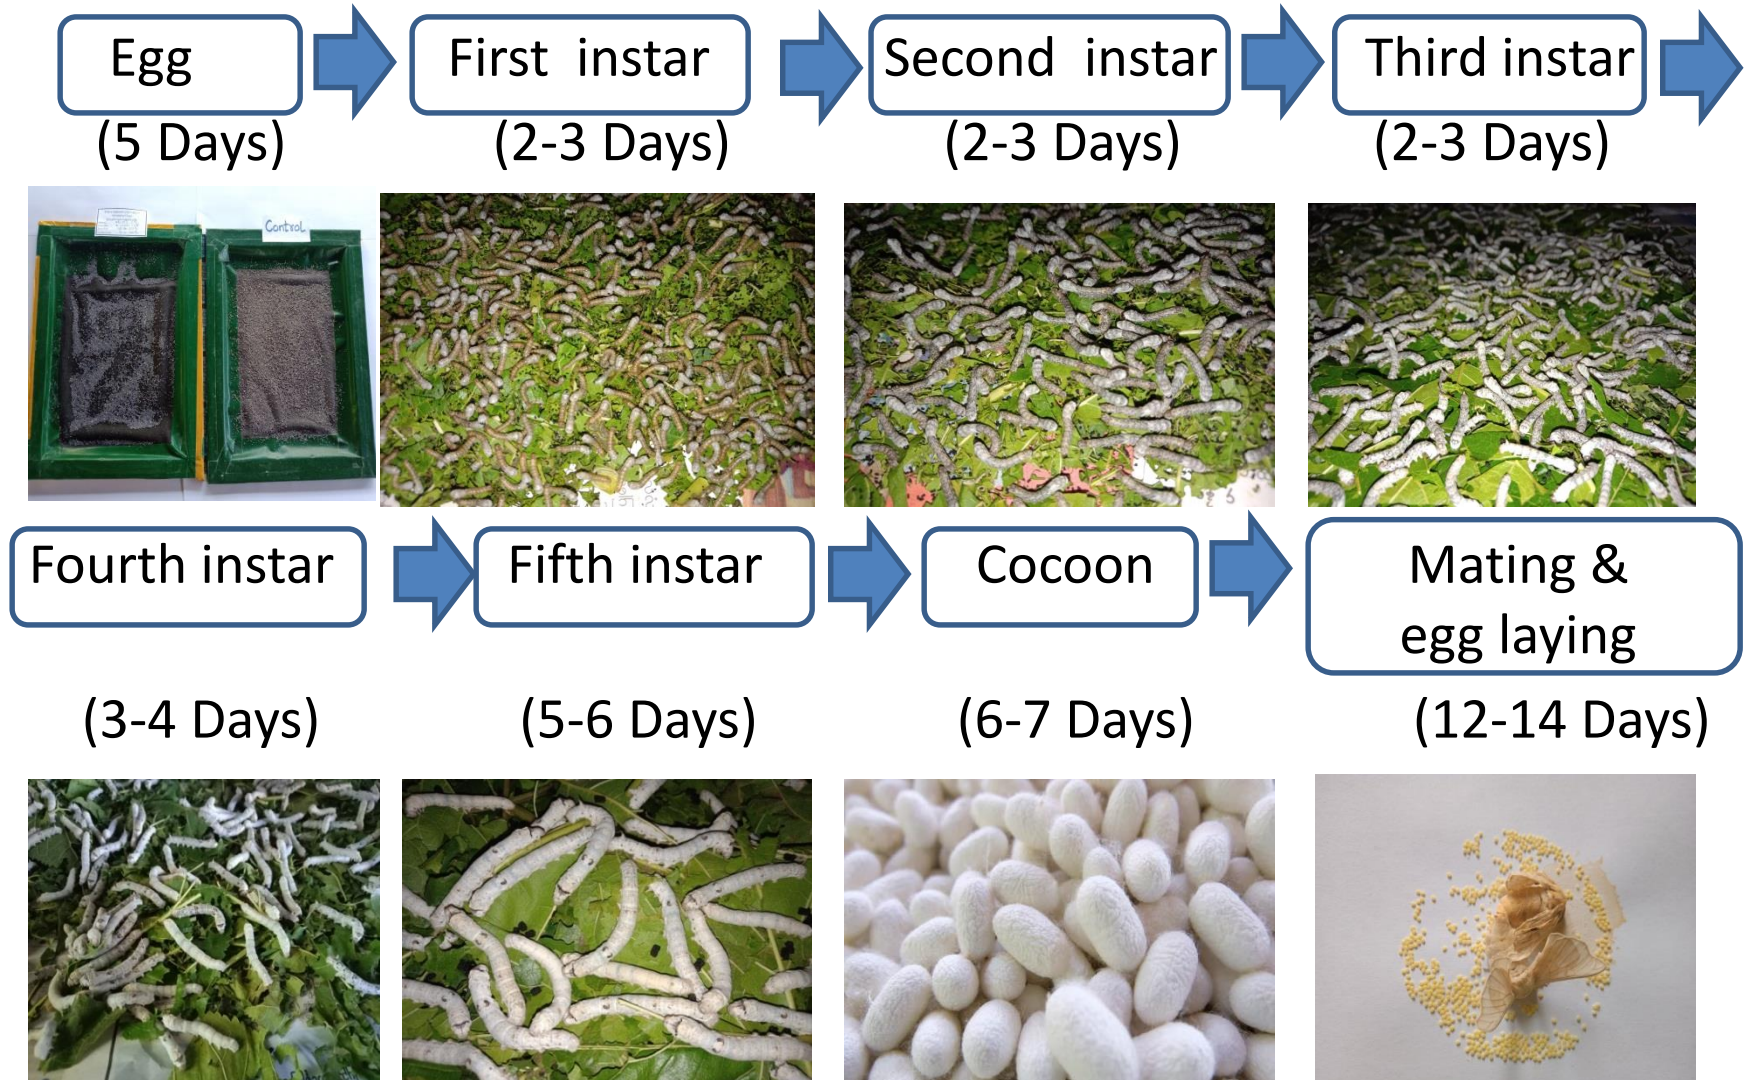 Egg
First instar
Second instar
Third instar
(5 Days)
(2-3 Days)
(2-3 Days)
(2-3 Days)
Control
Fourth instar
Fifth instar
Cocoon
Mating &
egg laying
(3-4 Days)
(5-6 Days)
(6-7 Days)
(12-14 Days)